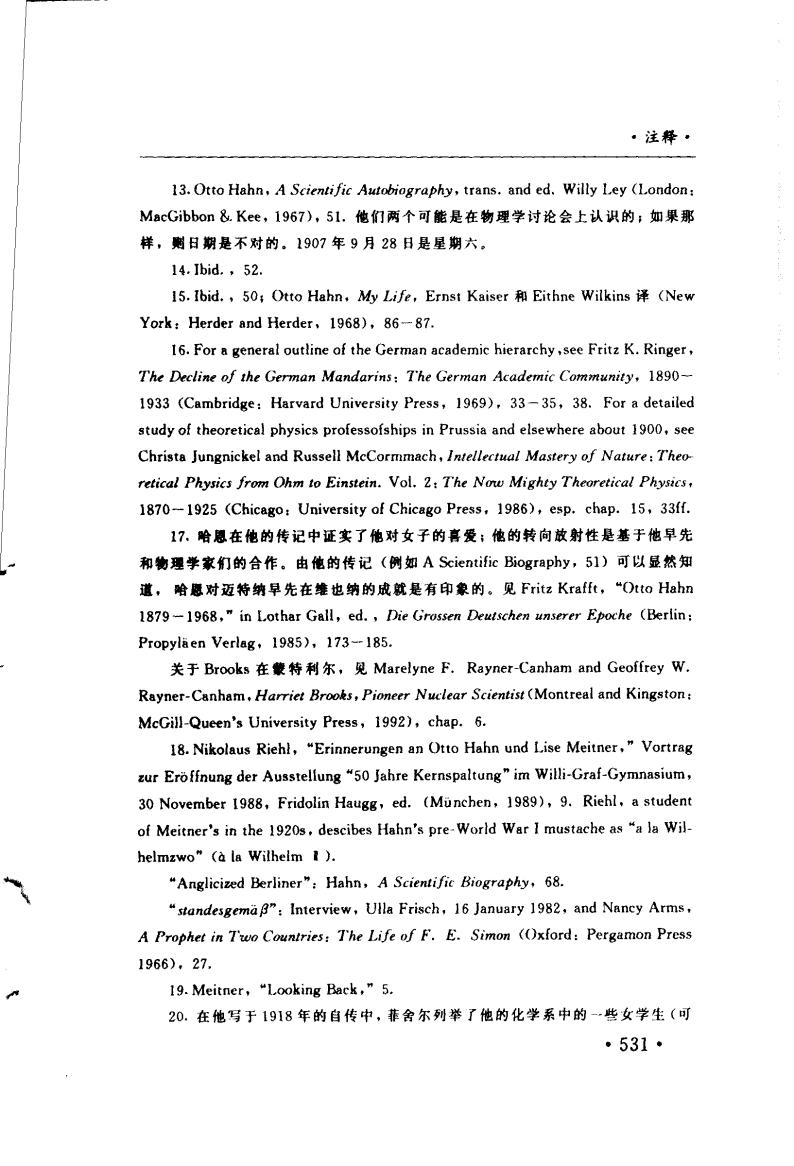 ·注释·
13. Otto Hahn, A Scientific Autobiography, trans. and ed. Willy Ley (London:
MacGibbon & Kee, 1967), 51. 他们两个可能是在物理学讨论会上认识的；如果那
样，则日期是不对的。1907 年 9 月 28 日是星期六。
14. Ibid. , 52.
15. Ibid. , 50; Otto Hahn, My Life, Ernst Kaiser 和 Eithne Wilkins 译 (New
York: Herder and Herder, 1968), 86—87.
16. For a general outline of the German academic hierarchy, see Fritz K. Ringer,
The Decline of the German Mandarins: The German Academic Community, 1890—
1933 (Cambridge: Harvard University Press, 1969), 33—35, 38. For a detailed
study of theoretical physics professofships in Prussia and elsewhere about 1900, see
Christa Jungnickel and Russell McCormmach, Intellectual Mastery of Nature: Theo-
retical Physics from Ohm to Einstein. Vol. 2: The Now Mighty Theoretical Physics,
1870—1925 (Chicago: University of Chicago Press, 1986), esp. chap. 15, 33ff.
17. 哈恩在他的传记中证实了他对女子的喜爱；他的转向放射性是基于他早先
和物理学家们的合作。由他的传记（例如 A Scientific Biography, 51）可以显然知
道，哈恩对迈特纳早先在维也纳的成就是有印象的。见 Fritz Krafft, “Otto Hahn
1879—1968,” in Lothar Gall, ed. , Die Grossen Deutschen unserer Epoche (Berlin:
Propyläen Verlag, 1985), 173—185.
关于 Brooks 在蒙特利尔，见 Marelyne F. Rayner-Canham and Geoffrey W.
Rayner-Canham, Harriet Brooks, Pioneer Nuclear Scientist (Montreal and Kingston:
McGill-Queen's University Press, 1992), chap. 6.
18. Nikolaus Riehl, “Erinnerungen an Otto Hahn und Lise Meitner,” Vortrag
zur Eröffnung der Ausstellung “50 Jahre Kernspaltung” im Willi-Graf-Gymnasium,
30 November 1988, Fridolin Haugg, ed. (München, 1989), 9. Riehl, a student
of Meitner's in the 1920s, descibes Hahn's pre-World War I mustache as “a la Wil-
helmzwo” (à la Wilhelm ).
“Anglicized Berliner”: Hahn, A Scientific Biography, 68.
“standesgemäβ”: Interview, Ulla Frisch, 16 January 1982, and Nancy Arms,
A Prophet in Two Countries: The Life of F. E. Simon (Oxford: Pergamon Press
1966), 27.
19. Meitner, “Looking Back,” 5.
20. 在他写于 1918 年的自传中，菲舍尔列举了他的化学系中的一些女学生（可
·531·